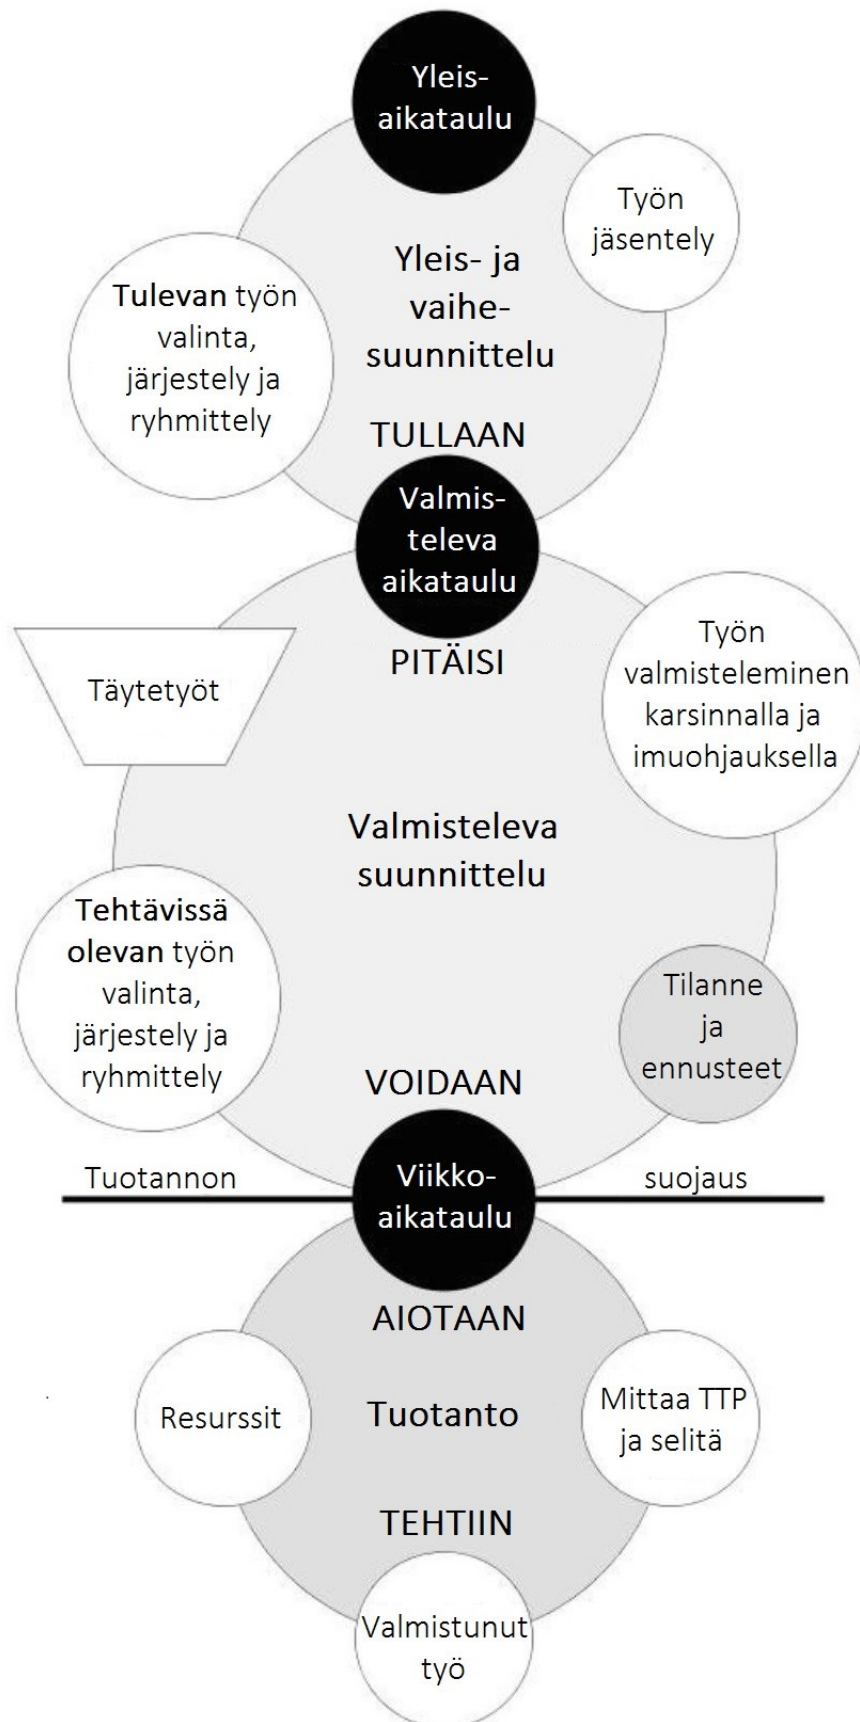 Yleis-
aikataulu
Työn
jäsentely
Yleis- ja
vaihe-
suunnittelu
Tulevan työn
valinta,
järjestely ja
ryhmittely
TULLAAN
Valmis-
televa
aikataulu
PITÄISI
Täytetyöt
Työn
valmisteleminen
karsinnalla ja
imuohjauksella
Valmisteleva
suunnittelu
Tehtävissä
olevan työn
valinta,
järjestely ja
ryhmittely
Tilanne
ja
ennusteet
VOIDAAN
Tuotannon
suojaus
Viikko-
aikataulu
AIOTAAN
Resurssit
Tuotanto
Mittaa TTP
ja selitä
TEHTIIN
Valmistunut
työ